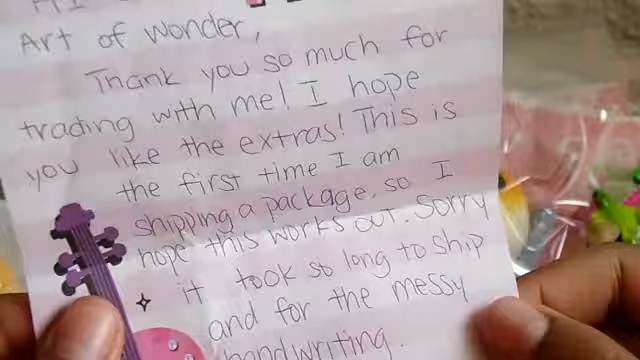 Art of Wonder,
Thank you so much for
trading with me! I hope
you like the extras! This is
the first time I am
shipping a package, so I
hope this works out. Sorry
it took so long to ship
and for the messy
handwriting.